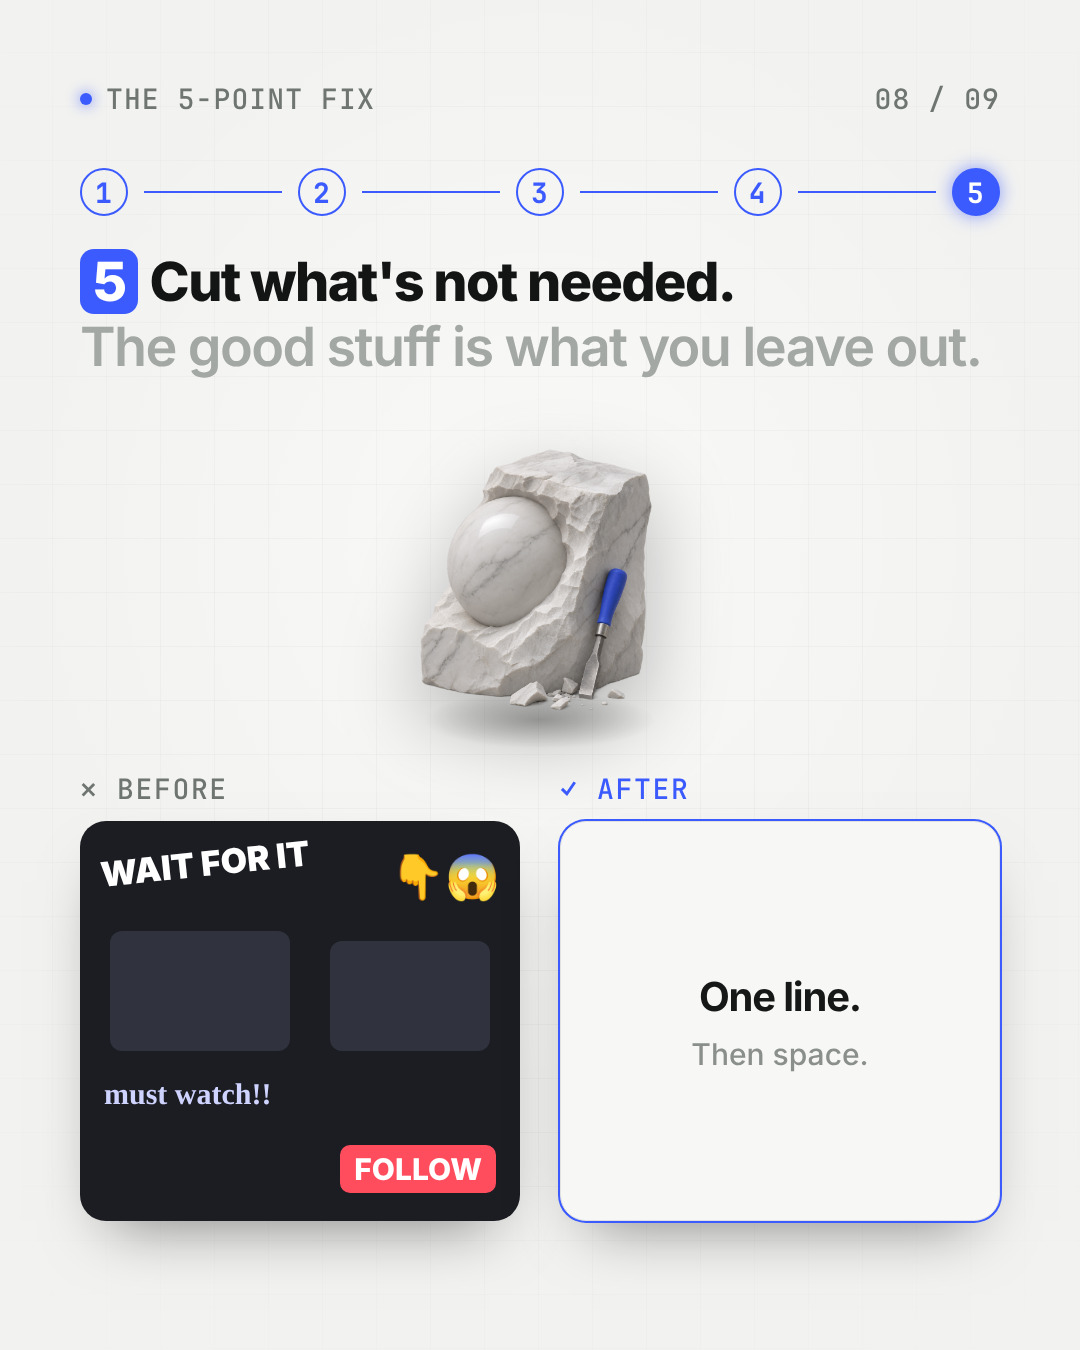 THE 5-POINT FIX
08 / 09
1 2 3 4 5
5 Cut what's not needed.
The good stuff is what you leave out.
× BEFORE
✓ AFTER
WAIT FOR IT
👇😱
must watch!!
FOLLOW
One line.
Then space.